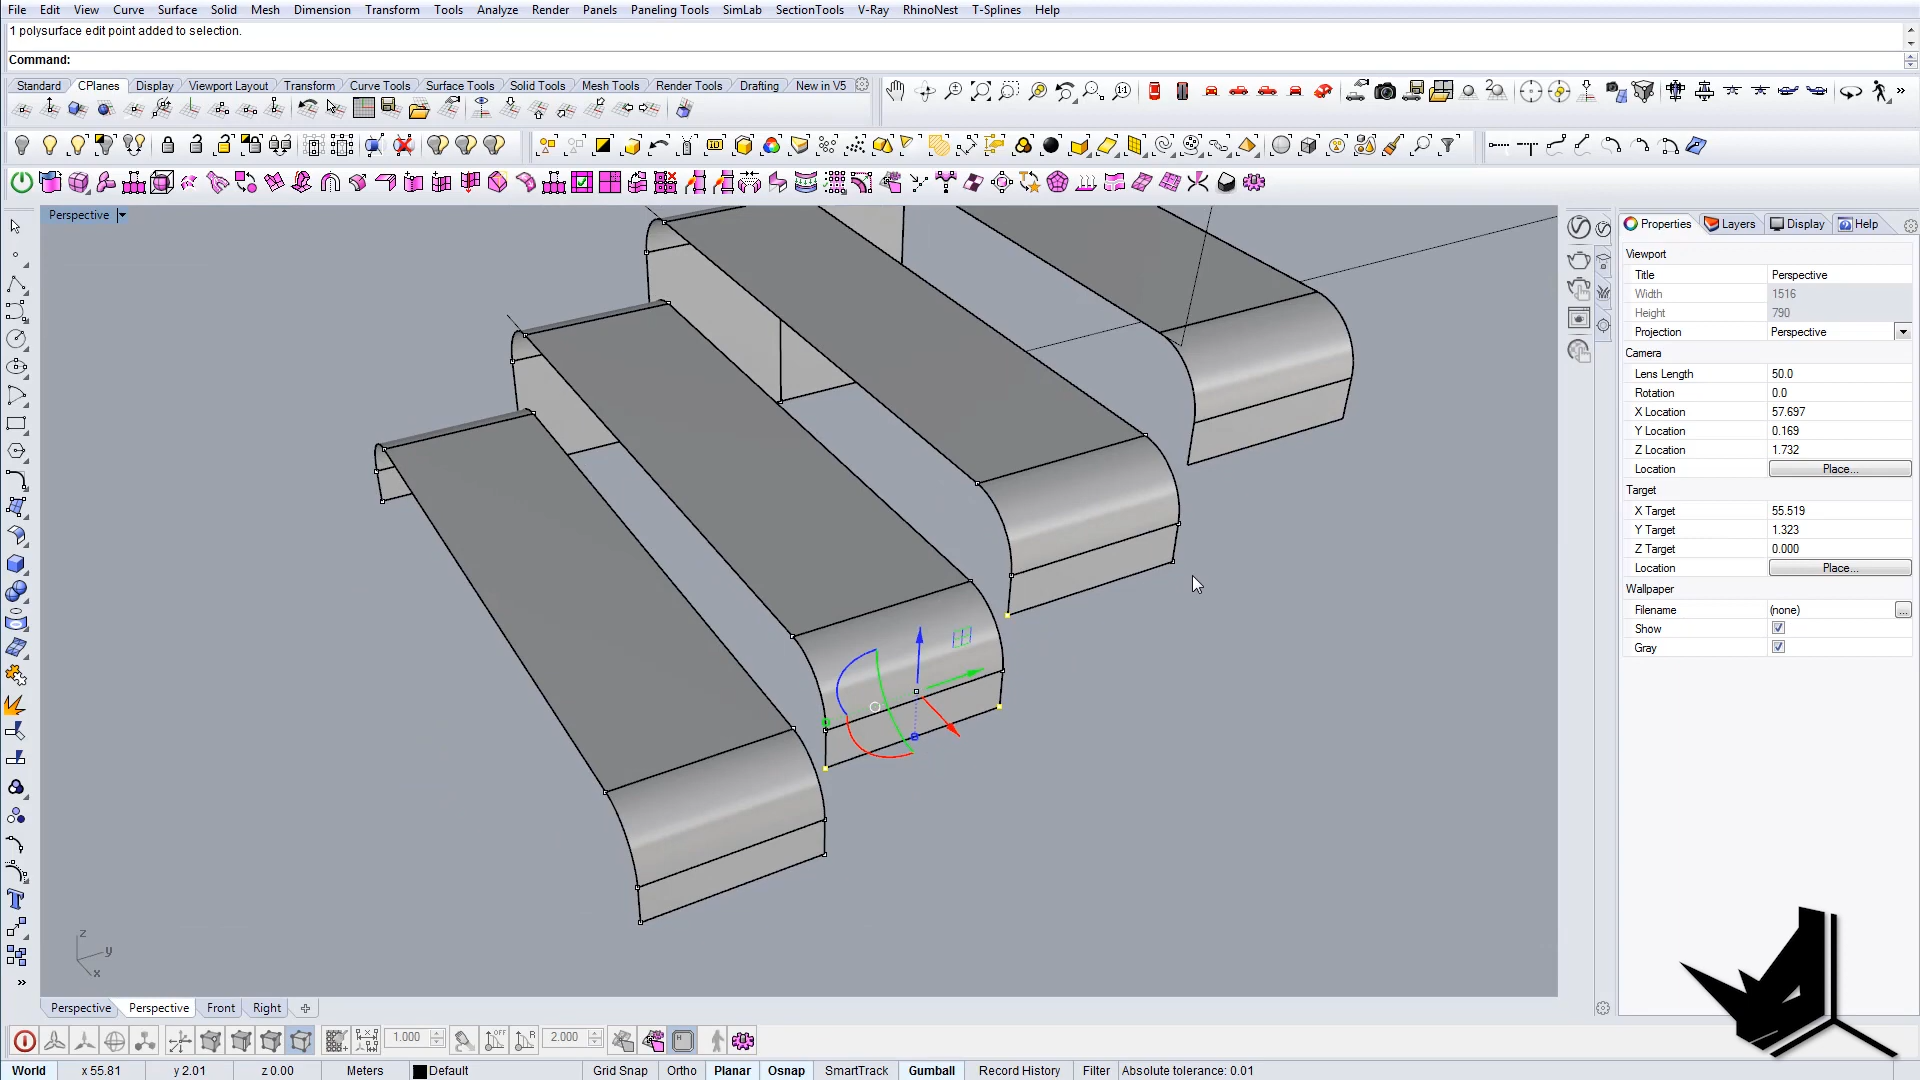 File Edit View Curve Surface Solid Mesh Dimension Transform Tools Analyze Render Panels Paneling Tools SimLab SectionTools V-Ray RhinoNest T-Splines Help
1 polysurface edit point added to selection.
Command:
Standard CPlanes Display Viewport Layout Transform Curve Tools Surface Tools Solid Tools Mesh Tools Render Tools Drafting New in V5
Perspective
Properties Layers Display Help
Viewport
Title Perspective
Width 1516
Height 790
Projection Perspective
Camera
Lens Length 50.0
Rotation 0.0
X Location 57.697
Y Location 0.169
Z Location 1.732
Location Place...
Target
X Target 55.519
Y Target 1.323
Z Target 0.000
Location Place...
Wallpaper
Filename (none) ...
Show
Gray
z
y
x
Perspective Perspective Front Right
1.000 2.000
World x 55.81 y 2.01 z 0.00 Meters Default Grid Snap Ortho Planar Osnap SmartTrack Gumball Record History Filter Absolute tolerance: 0.01